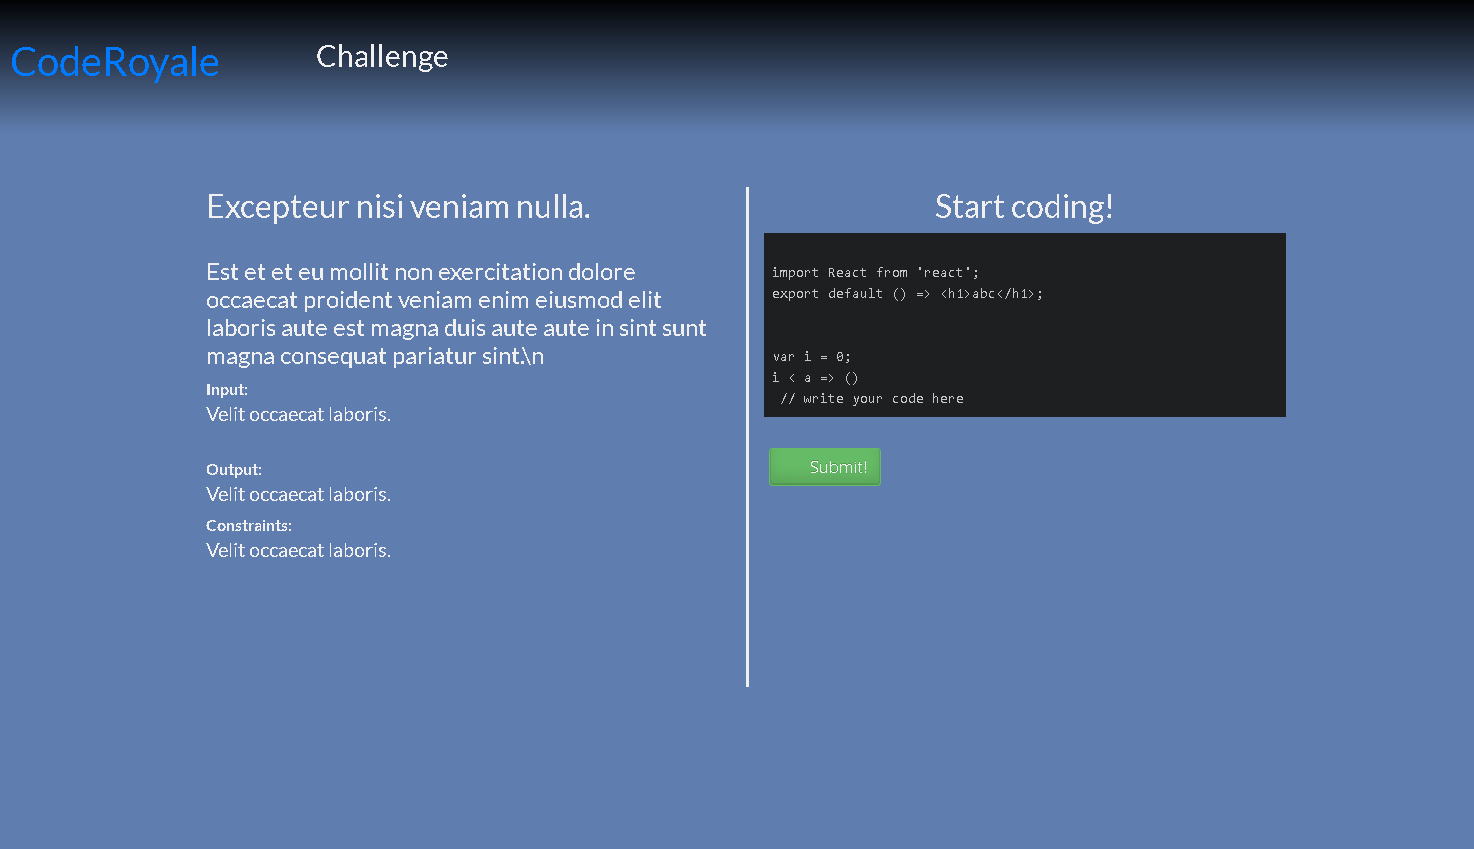 CodeRoyale
Challenge
Excepteur nisi veniam nulla.
Est et et eu mollit non exercitation dolore
occaecat proident veniam enim eiusmod elit
laboris aute est magna duis aute aute in sint sunt
magna consequat pariatur sint.\n
Input:
Velit occaecat laboris.
Output:
Velit occaecat laboris.
Constraints:
Velit occaecat laboris.
Start coding!
import React from 'react';
export default () => <h1>abc</h1>;
var i = 0;
i < a => ()
// write your code here
Submit!